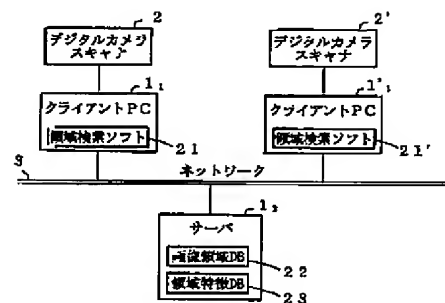 2
デジタルカメラ
スキャナ
2'
デジタルカメラ
スキャナ
1₁
クライアントPC
領域検索ソフト
21
1'₁
クライアントPC
領域検索ソフト
21'
3
ネットワーク
1₂
サーバ
画像領域DB
22
領域特徴DB
23